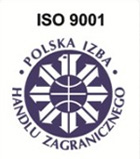 ISO 9001
• POLSKA IZBA •
HANDLU ZAGRANICZNEGO